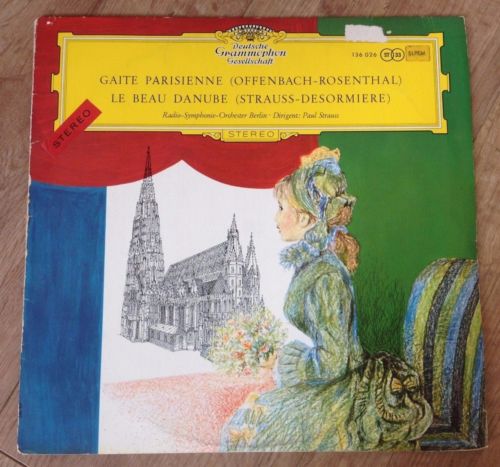 Deutsche
Grammophon
Gesellschaft
136 026
GAITE PARISIENNE (OFFENBACH-ROSENTHAL)
LE BEAU DANUBE (STRAUSS-DESORMIERE)
Radio-Symphonie-Orchester Berlin · Dirigent: Paul Strauss
STEREO
STEREO